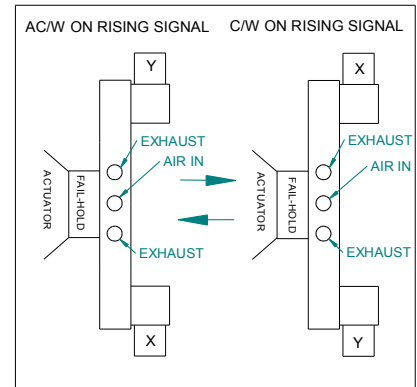 AC/W ON RISING SIGNAL
Y
EXHAUST
AIR IN
ACTUATOR
FAIL-HOLD
EXHAUST
X
C/W ON RISING SIGNAL
X
EXHAUST
AIR IN
ACTUATOR
FAIL-HOLD
EXHAUST
Y